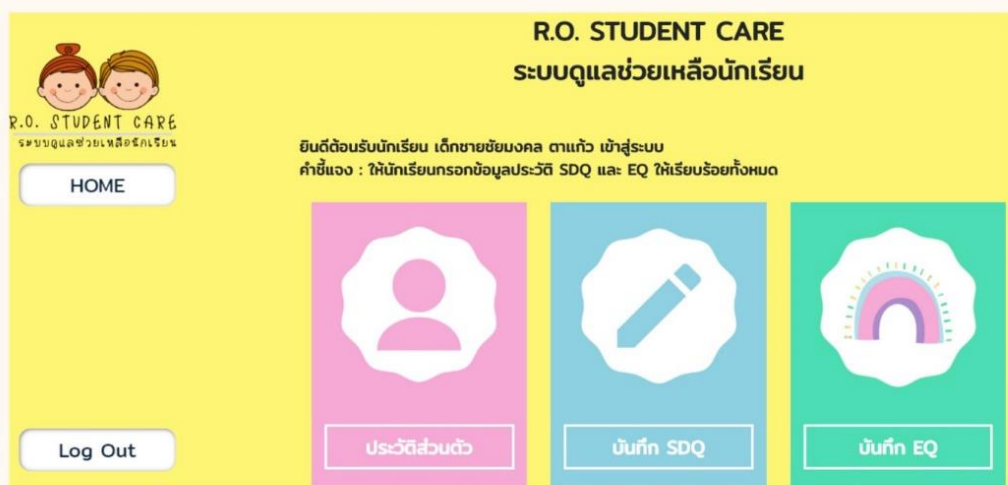 R.O. STUDENT CARE
ระบบดูแลช่วยเหลือนักเรียน
R.O. STUDENT CARE
ระบบดูแลช่วยเหลือนักเรียน
HOME
ยินดีต้อนรับนักเรียน เด็กชายชัยมงคล ตาแก้ว เข้าสู่ระบบ
คำชี้แจง : ให้นักเรียนกรอกข้อมูลประวัติ SDQ และ EQ ให้เรียบร้อยทั้งหมด
ประวัติส่วนตัว
บันทึก SDQ
บันทึก EQ
Log Out